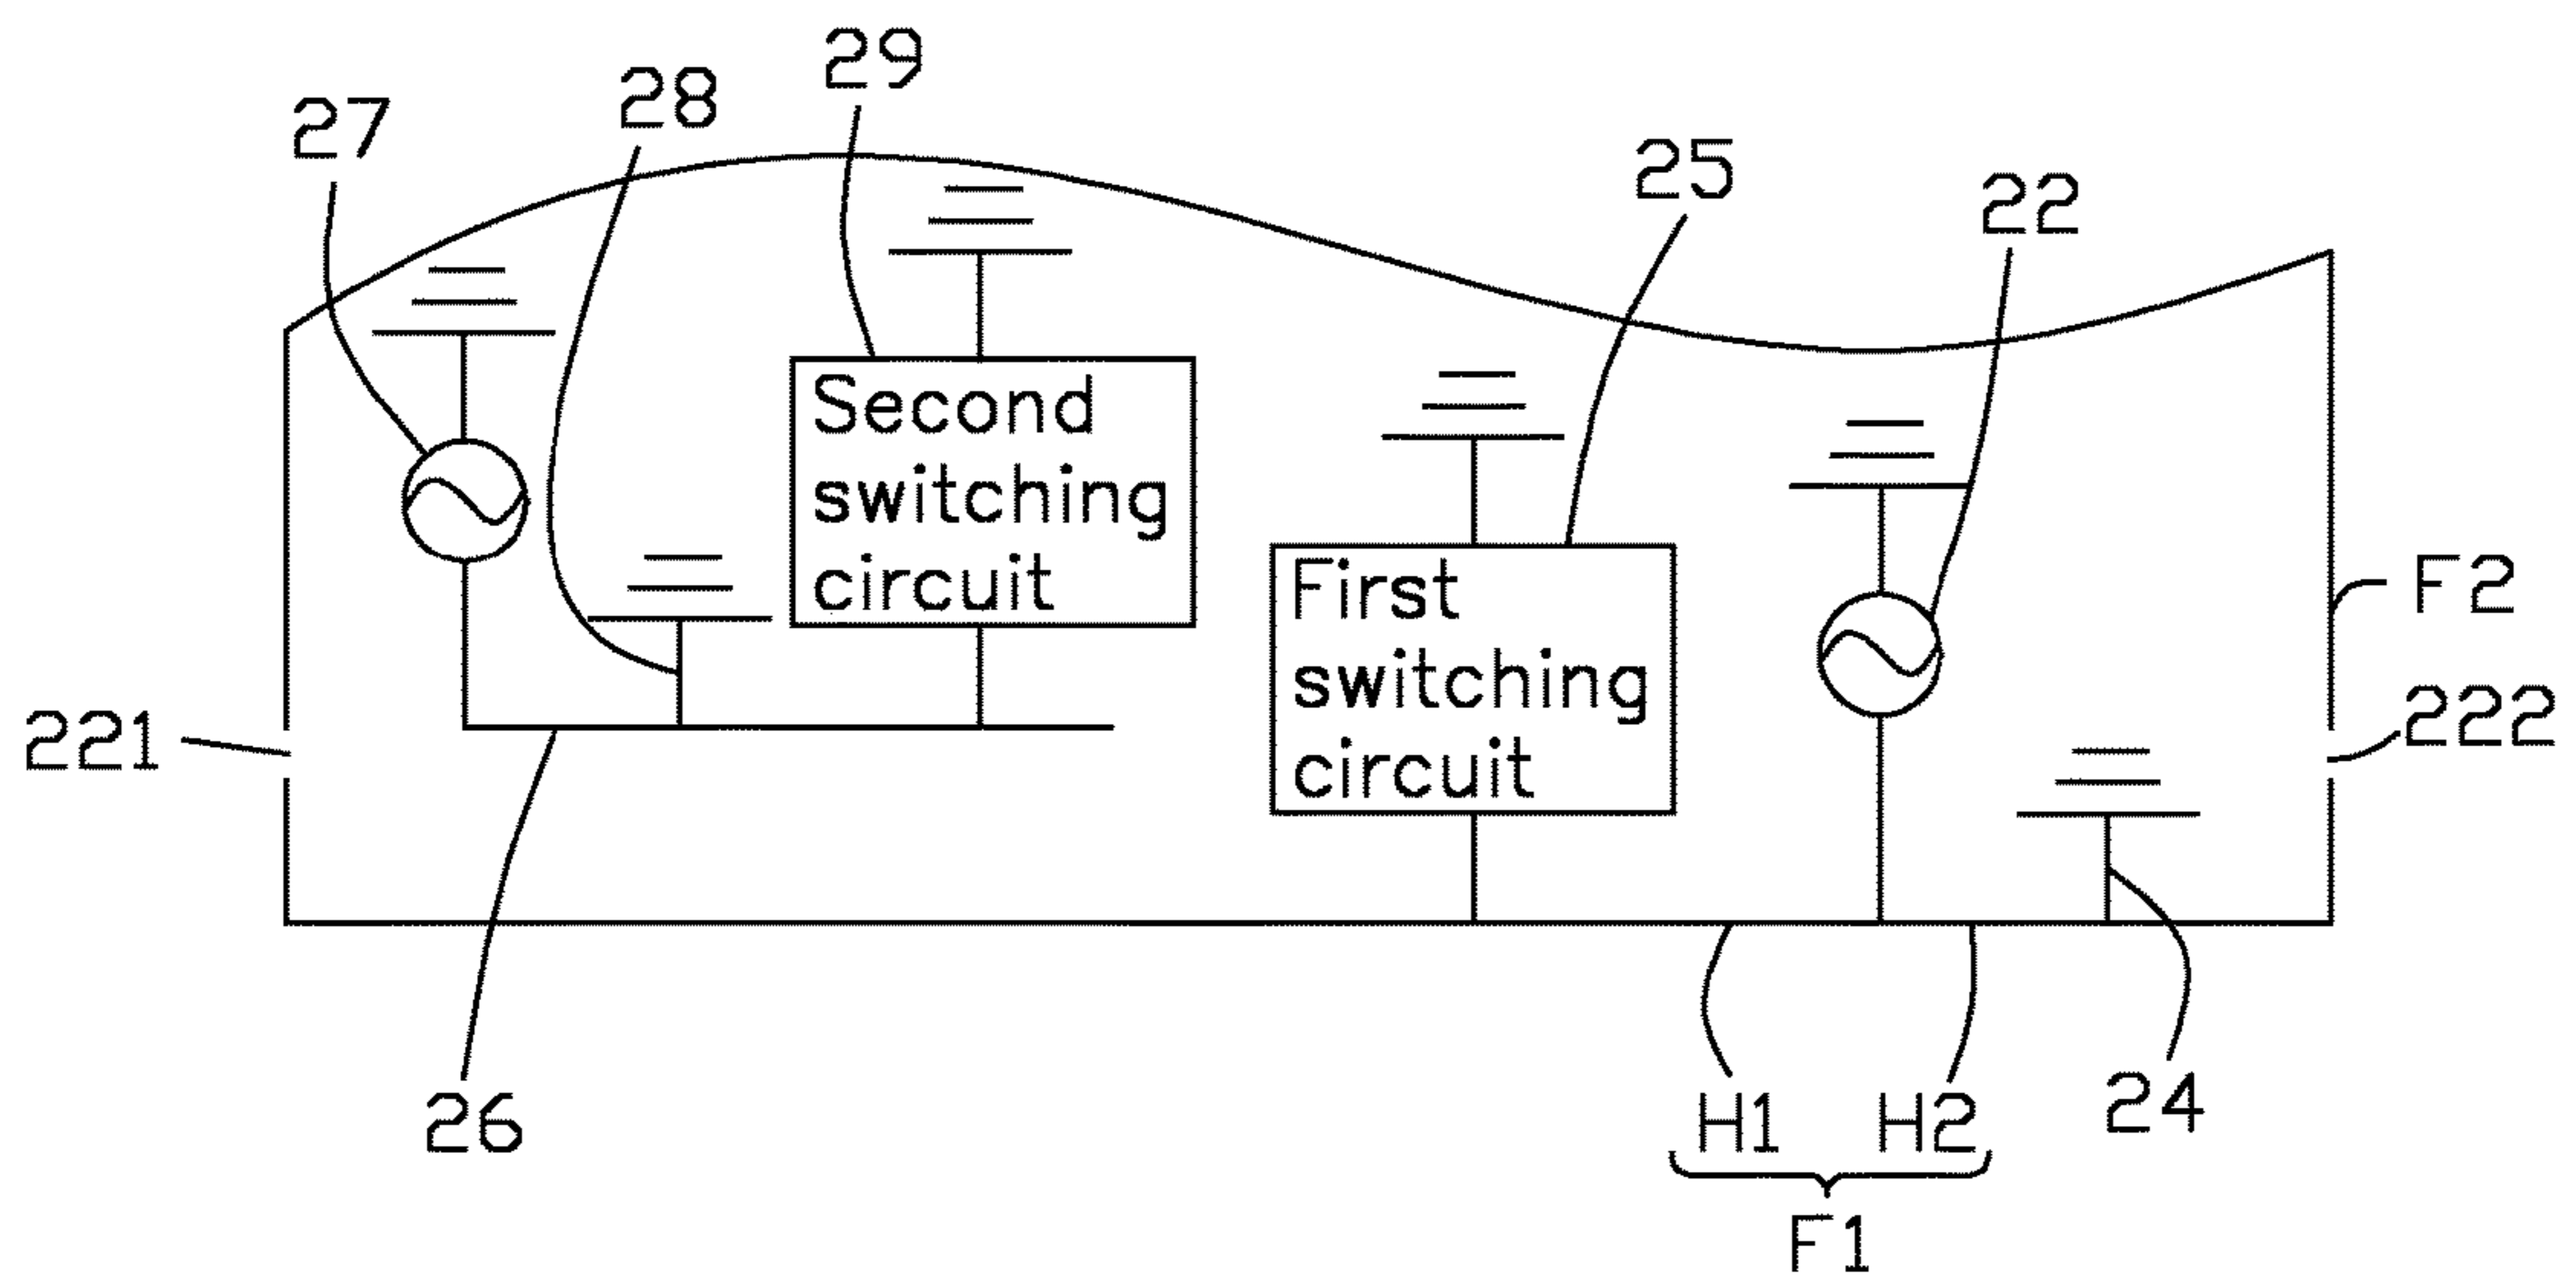 29
28
27
25
22
Second
switching
circuit
First
switching
circuit
F2
221
222
26
H1
H2
24
F1